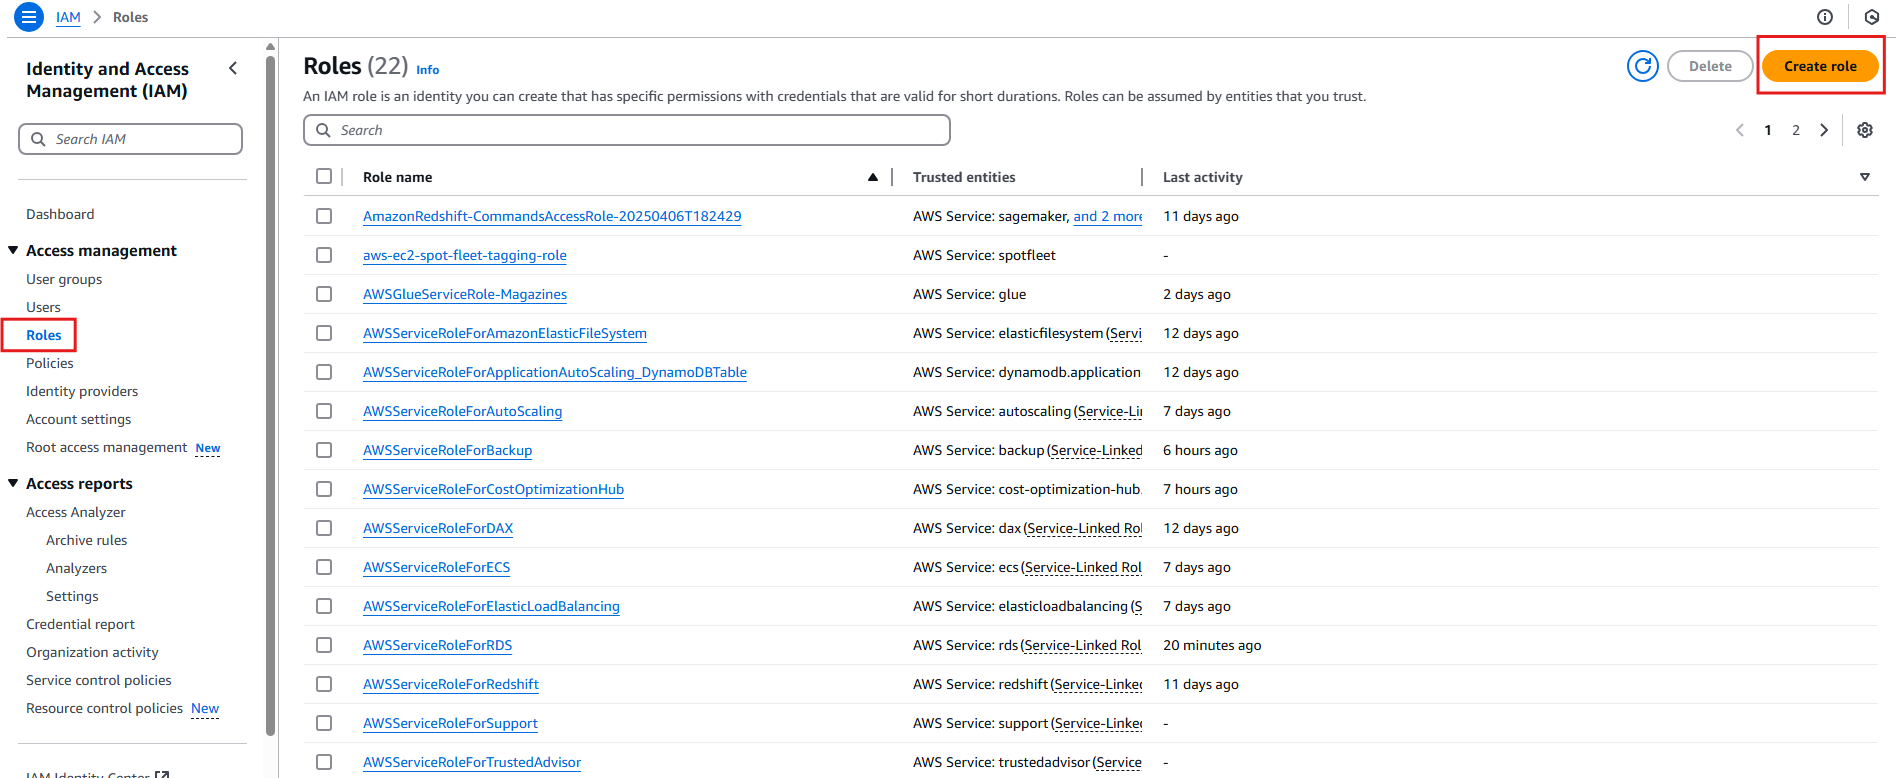 IAM > Roles
Identity and Access
Management (IAM)
Search IAM
Dashboard
Access management
User groups
Users
Roles
Policies
Identity providers
Account settings
Root access management New
Access reports
Access Analyzer
Archive rules
Analyzers
Settings
Credential report
Organization activity
Service control policies
Resource control policies New
IAM Identity Center
Roles (22) Info
Delete
Create role
An IAM role is an identity you can create that has specific permissions with credentials that are valid for short durations. Roles can be assumed by entities that you trust.
Search
1 2
Role name Trusted entities Last activity
AmazonRedshift-CommandsAccessRole-20250406T182429 AWS Service: sagemaker, and 2 more 11 days ago
aws-ec2-spot-fleet-tagging-role AWS Service: spotfleet -
AWSGlueServiceRole-Magazines AWS Service: glue 2 days ago
AWSServiceRoleForAmazonElasticFileSystem AWS Service: elasticfilesystem (Servi 12 days ago
AWSServiceRoleForApplicationAutoScaling_DynamoDBTable AWS Service: dynamodb.application 12 days ago
AWSServiceRoleForAutoScaling AWS Service: autoscaling (Service-Li 7 days ago
AWSServiceRoleForBackup AWS Service: backup (Service-Linked 6 hours ago
AWSServiceRoleForCostOptimizationHub AWS Service: cost-optimization-hub. 7 hours ago
AWSServiceRoleForDAX AWS Service: dax (Service-Linked Rol 12 days ago
AWSServiceRoleForECS AWS Service: ecs (Service-Linked Rol 7 days ago
AWSServiceRoleForElasticLoadBalancing AWS Service: elasticloadbalancing (S 7 days ago
AWSServiceRoleForRDS AWS Service: rds (Service-Linked Rol 20 minutes ago
AWSServiceRoleForRedshift AWS Service: redshift (Service-Linked 11 days ago
AWSServiceRoleForSupport AWS Service: support (Service-Linked -
AWSServiceRoleForTrustedAdvisor AWS Service: trustedadvisor (Service -